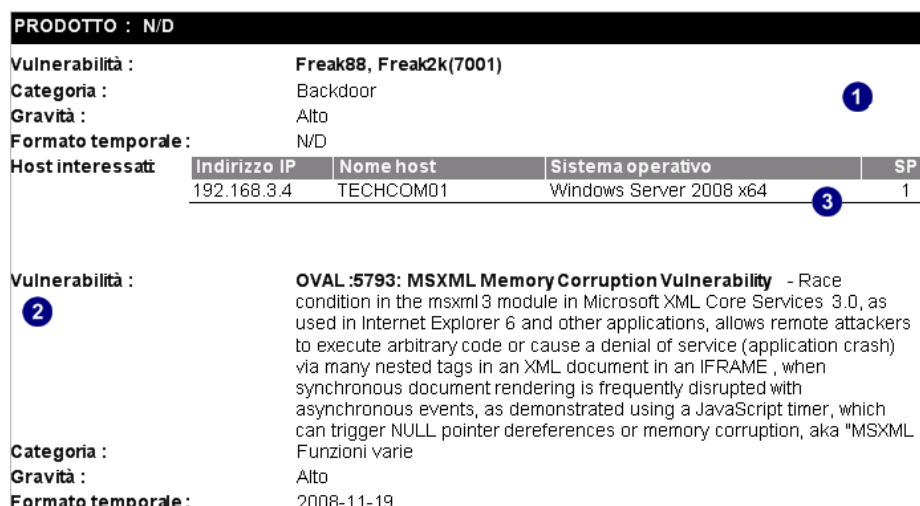 PRODOTTO : N/D
Vulnerabilità : Freak88, Freak2k(7001)
Categoria : Backdoor
1
Gravità : Alto
Formato temporale : N/D
Host interessati: Indirizzo IP Nome host Sistema operativo SP
192.168.3.4 TECHCOM01 Windows Server 2008 x64 1
3
Vulnerabilità : OVAL:5793: MSXML Memory Corruption Vulnerability - Race
2
condition in the msxml3 module in Microsoft XML Core Services 3.0, as
used in Internet Explorer 6 and other applications, allows remote attackers
to execute arbitrary code or cause a denial of service (application crash)
via many nested tags in an XML document in an IFRAME , when
synchronous document rendering is frequently disrupted with
asynchronous events, as demonstrated using a JavaScript timer, which
can trigger NULL pointer dereferences or memory corruption, aka "MSXML
Categoria : Funzioni varie
Gravità : Alto
Formato temporale : 2008-11-19